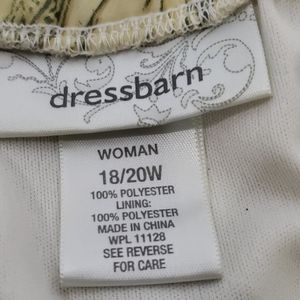 dressbarn
WOMAN
18/20W
100% POLYESTER
LINING:
100% POLYESTER
MADE IN CHINA
WPL 11128
SEE REVERSE
FOR CARE